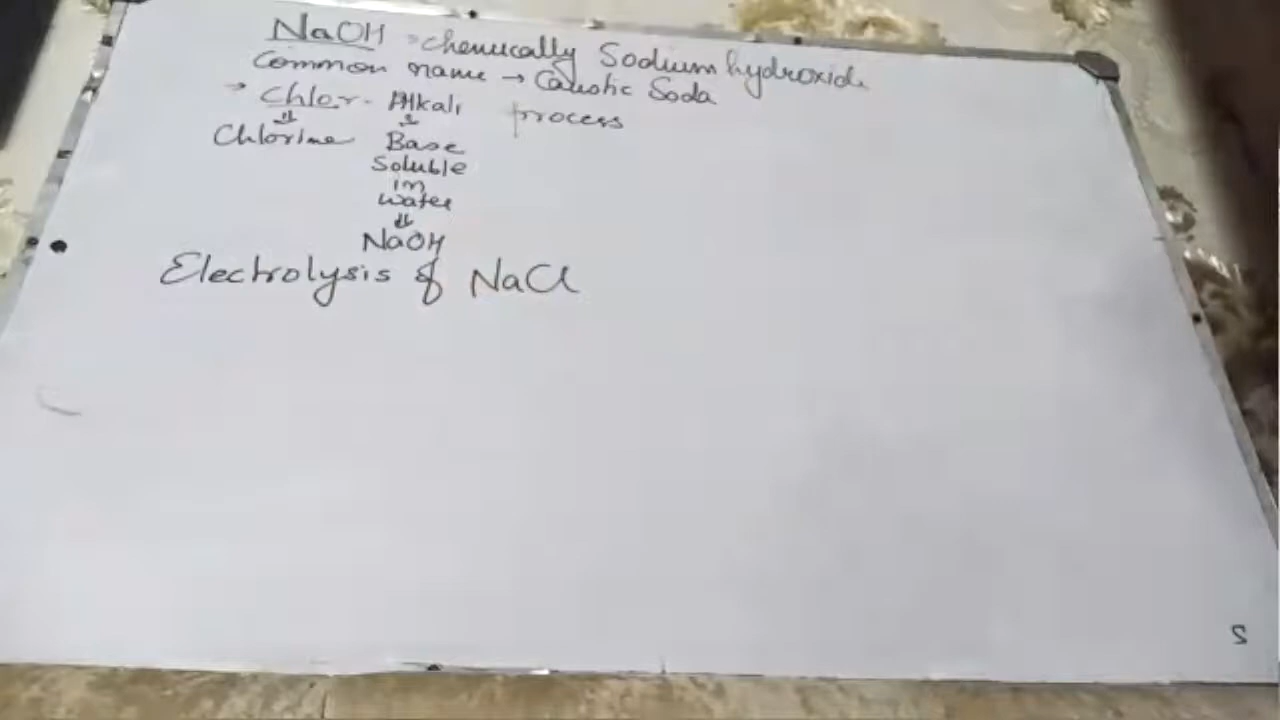 NaOH → chemically Sodium hydroxide
Common name → Caustic Soda
→ Chlor - Alkali process
⇓ ⇓
Chlorine Base
Soluble
in
water
⇓
NaOH
Electrolysis of NaCl
S